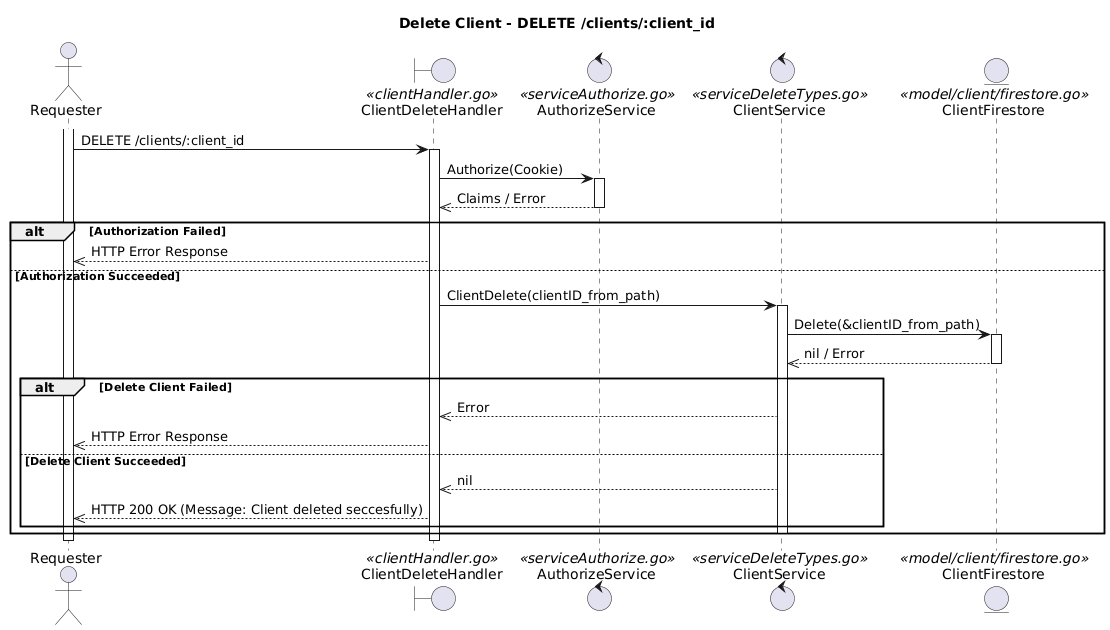 Delete Client - DELETE /clients/:client_id
«clientHandler.go» «serviceAuthorize.go» «serviceDeleteTypes.go» «model/client/firestore.go»
Requester ClientDeleteHandler AuthorizeService ClientService ClientFirestore
DELETE /clients/:client_id
Authorize(Cookie)
Claims / Error
alt [Authorization Failed]
HTTP Error Response
[Authorization Succeeded]
ClientDelete(clientID_from_path)
Delete(&clientID_from_path)
nil / Error
alt [Delete Client Failed]
Error
HTTP Error Response
[Delete Client Succeeded]
nil
HTTP 200 OK (Message: Client deleted seccesfully)
Requester «clientHandler.go» «serviceAuthorize.go» «serviceDeleteTypes.go» «model/client/firestore.go»
ClientDeleteHandler AuthorizeService ClientService ClientFirestore